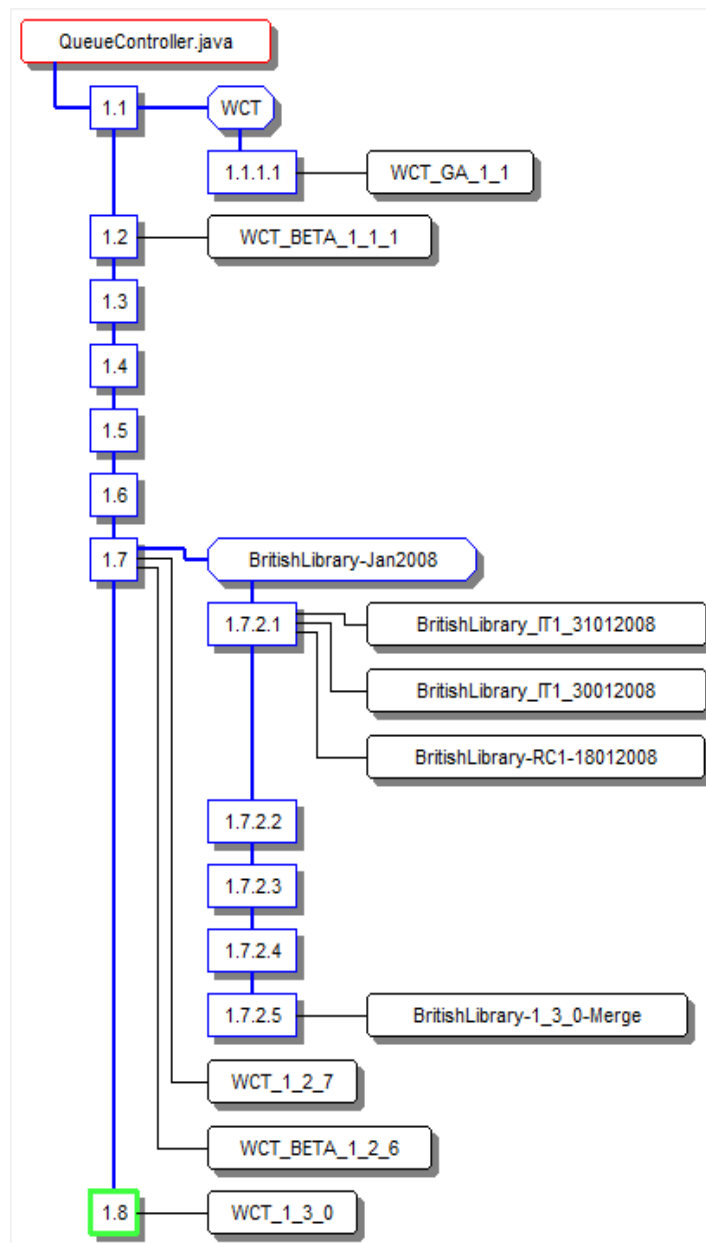 QueueController.java
1.1
WCT
1.1.1.1
WCT_GA_1_1
1.2
WCT_BETA_1_1_1
1.3
1.4
1.5
1.6
1.7
BritishLibrary-Jan2008
1.7.2.1
BritishLibrary_IT1_31012008
BritishLibrary_IT1_30012008
BritishLibrary-RC1-18012008
1.7.2.2
1.7.2.3
1.7.2.4
1.7.2.5
BritishLibrary-1_3_0-Merge
WCT_1_2_7
WCT_BETA_1_2_6
1.8
WCT_1_3_0